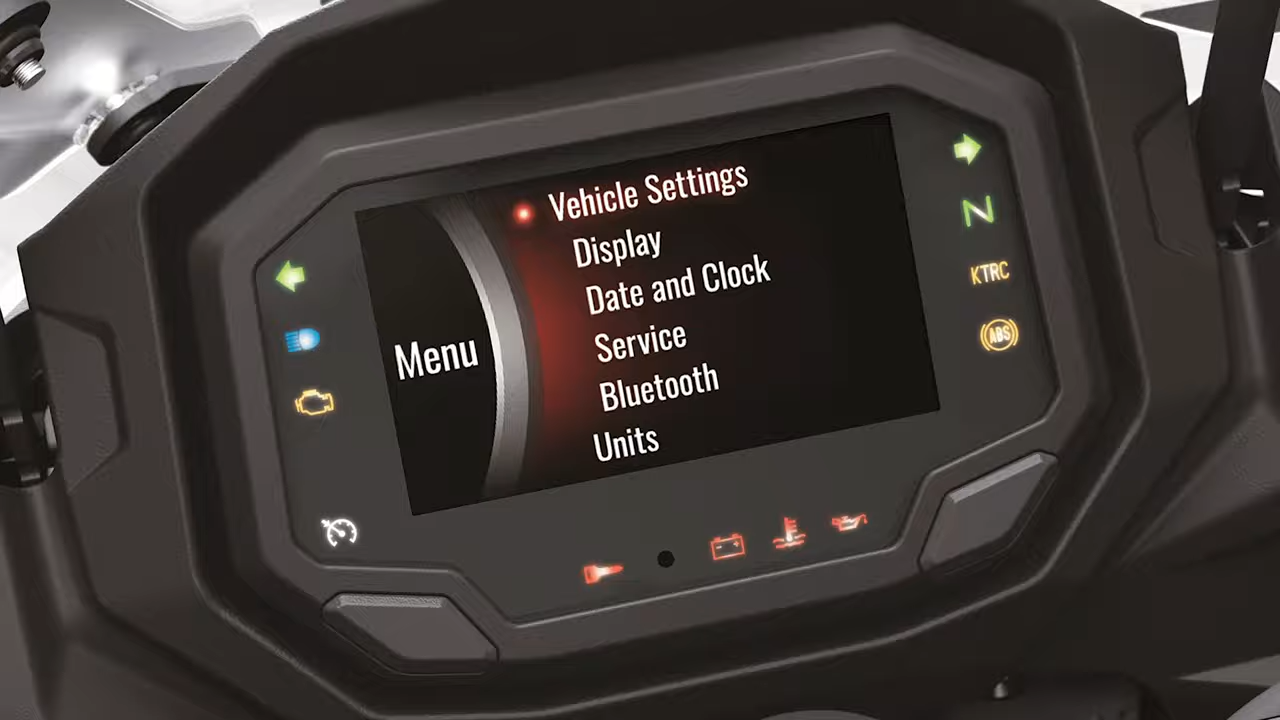 Menu
Vehicle Settings
Display
Date and Clock
Service
Bluetooth
Units
N
KTRC
ABS